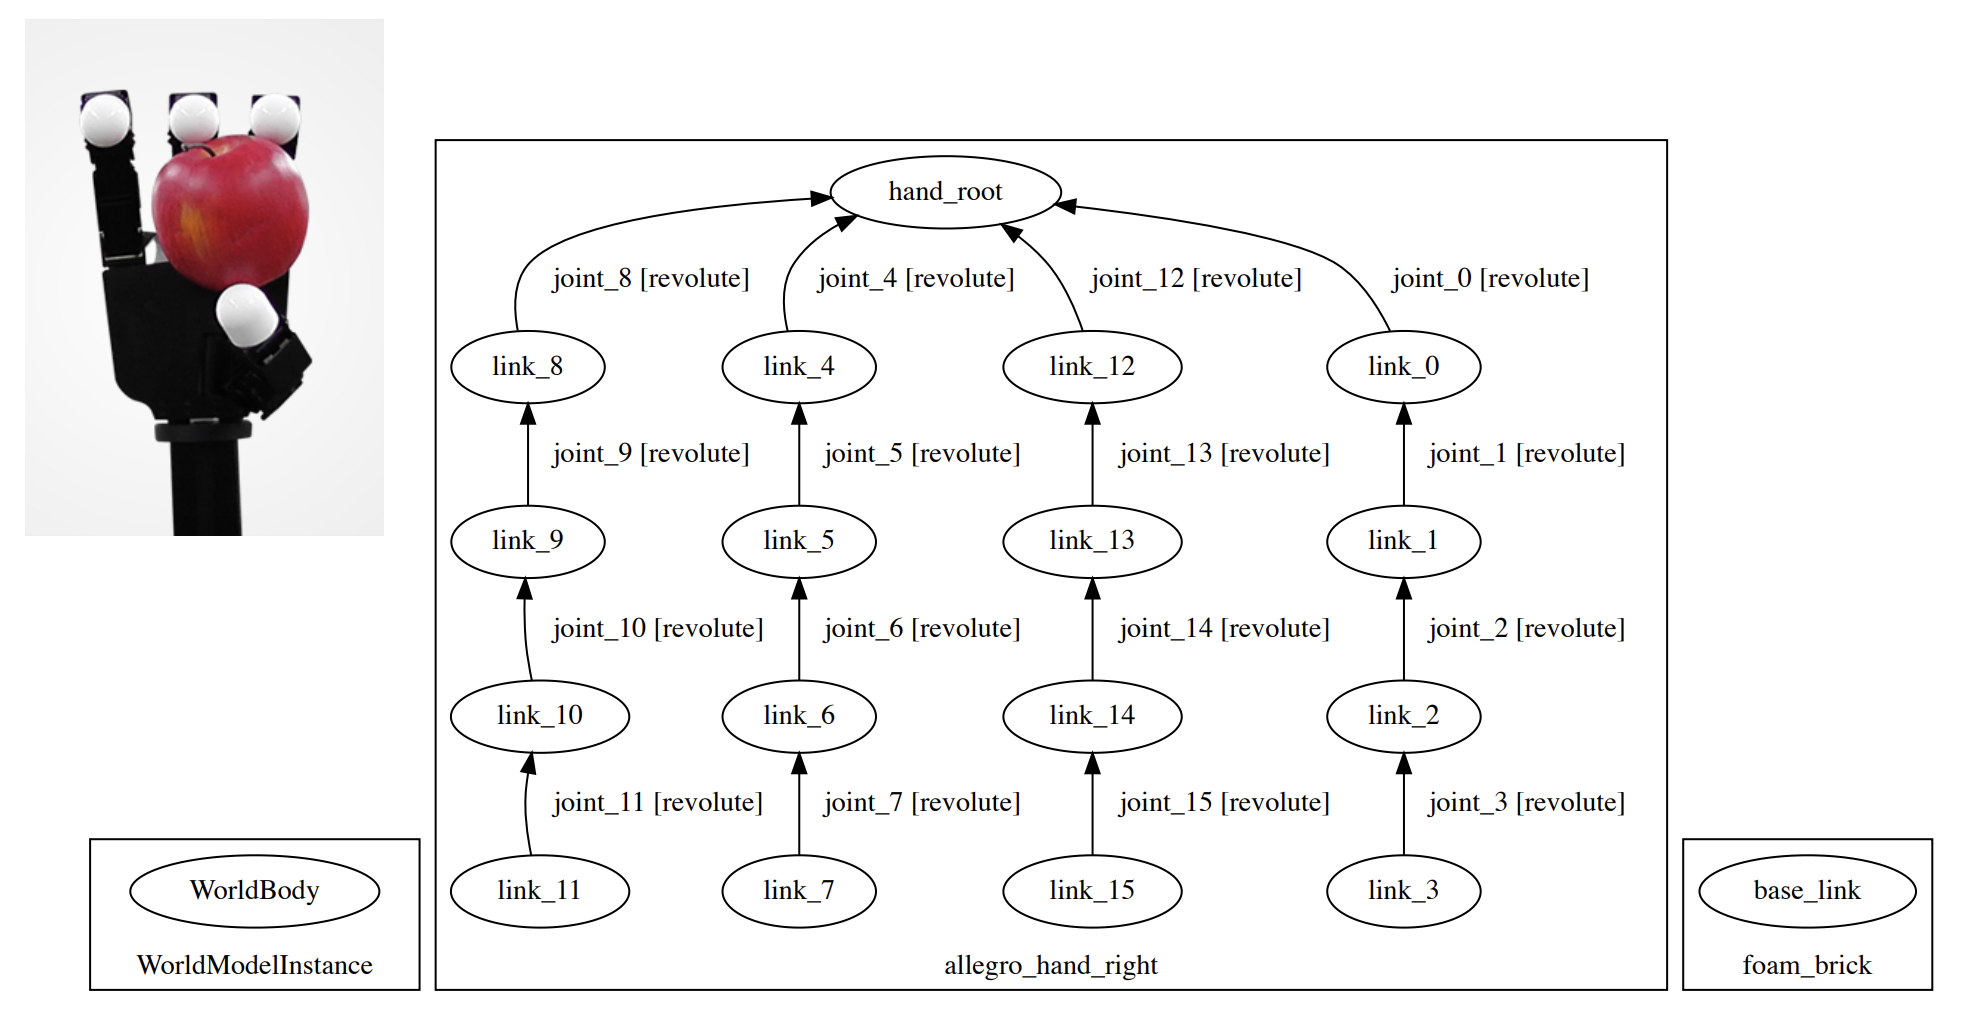 hand_root
joint_8 [revolute] joint_4 [revolute] joint_12 [revolute] joint_0 [revolute]
link_8 link_4 link_12 link_0
joint_9 [revolute] joint_5 [revolute] joint_13 [revolute] joint_1 [revolute]
link_9 link_5 link_13 link_1
joint_10 [revolute] joint_6 [revolute] joint_14 [revolute] joint_2 [revolute]
link_10 link_6 link_14 link_2
joint_11 [revolute] joint_7 [revolute] joint_15 [revolute] joint_3 [revolute]
WorldBody link_11 link_7 link_15 link_3 base_link
WorldModelInstance allegro_hand_right foam_brick